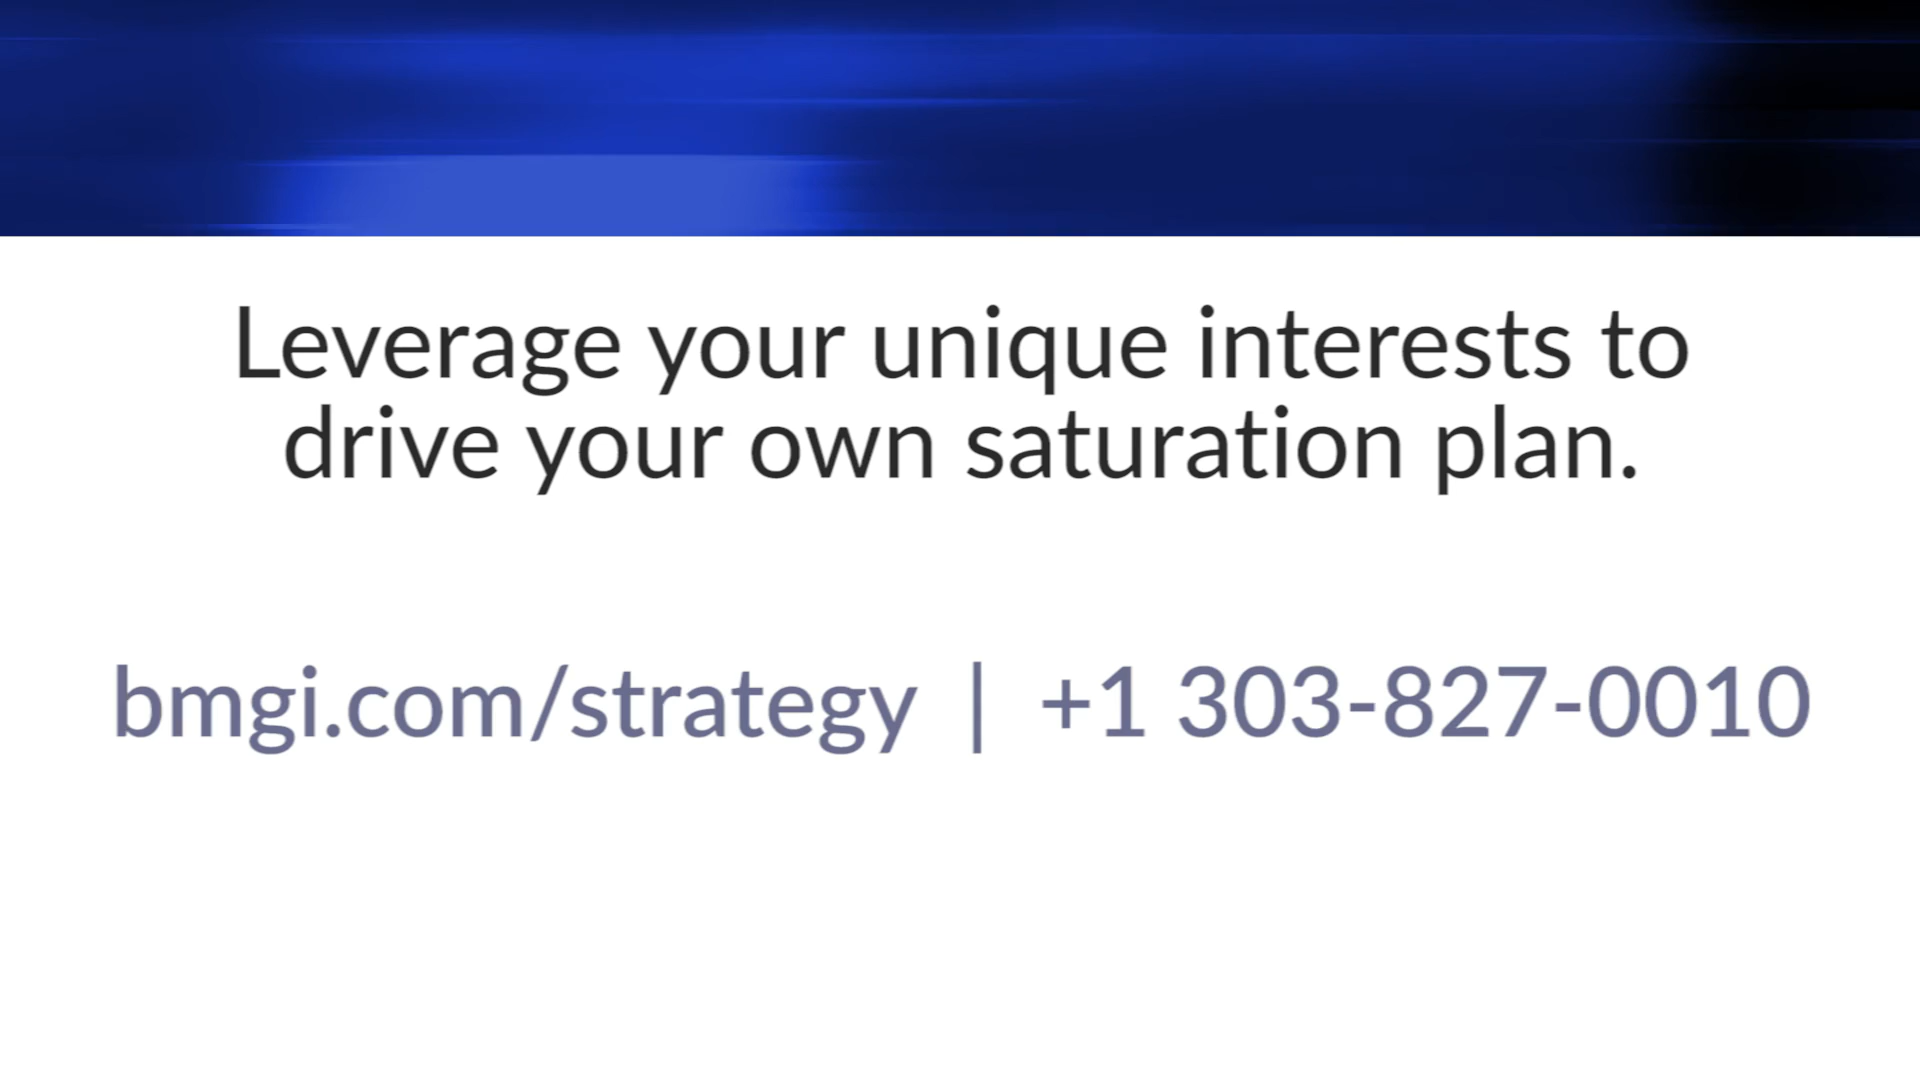 Leverage your unique interests to
drive your own saturation plan.
bmgi.com/strategy | +1 303-827-0010